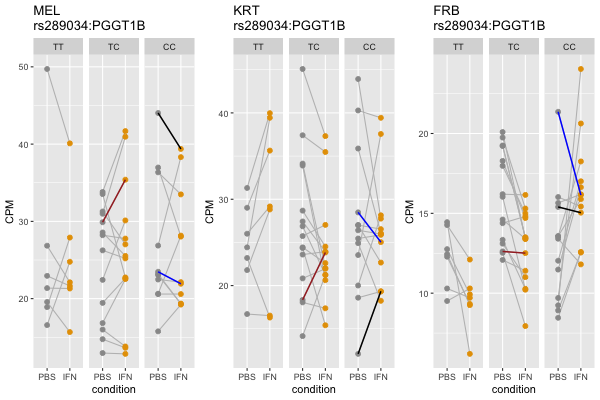 MEL
rs289034:PGGT1B
TT TC CC
50
40
30
20
CPM
PBS IFN PBS IFN PBS IFN
condition
KRT
rs289034:PGGT1B
TT TC CC
40
30
20
CPM
PBS IFN PBS IFN PBS IFN
condition
FRB
rs289034:PGGT1B
TT TC CC
20
15
10
CPM
PBS IFN PBS IFN PBS IFN
condition